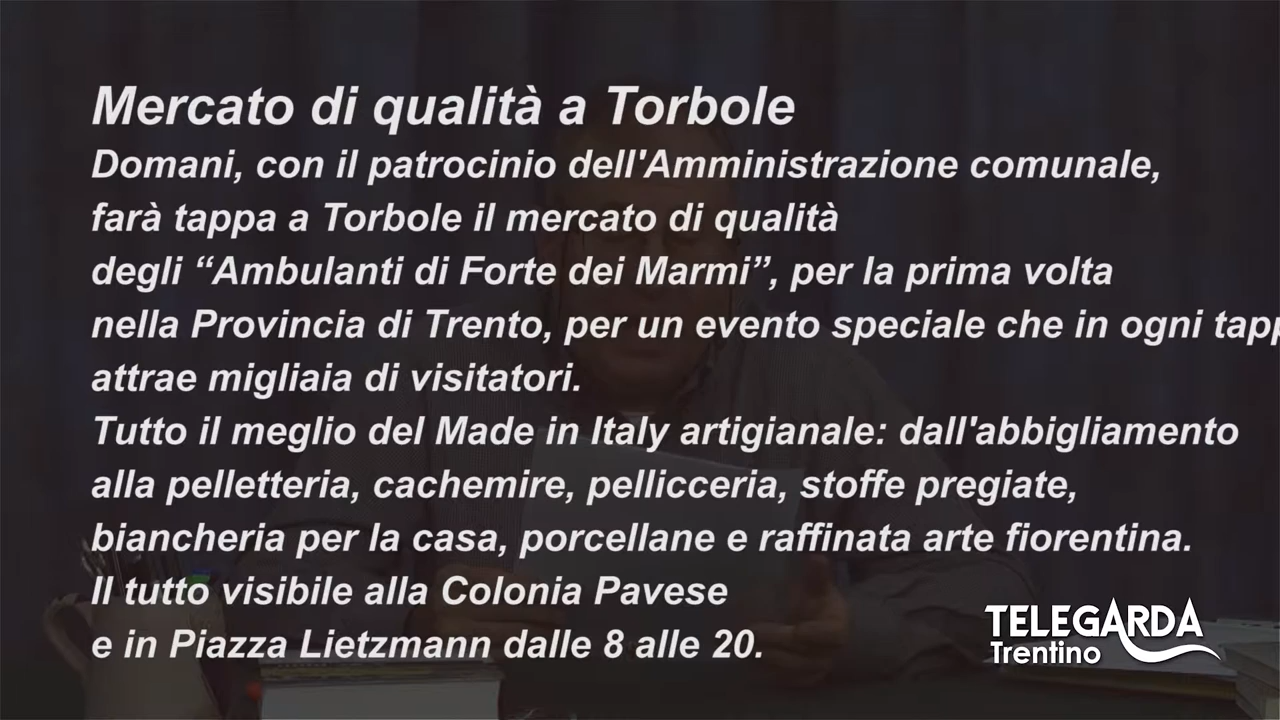 Mercato di qualità a Torbole
Domani, con il patrocinio dell'Amministrazione comunale,
farà tappa a Torbole il mercato di qualità
degli “Ambulanti di Forte dei Marmi”, per la prima volta
nella Provincia di Trento, per un evento speciale che in ogni tapp
attrae migliaia di visitatori.
Tutto il meglio del Made in Italy artigianale: dall'abbigliamento
alla pelletteria, cachemire, pellicceria, stoffe pregiate,
biancheria per la casa, porcellane e raffinata arte fiorentina.
Il tutto visibile alla Colonia Pavese
e in Piazza Lietzmann dalle 8 alle 20.
TELEGARDA
Trentino